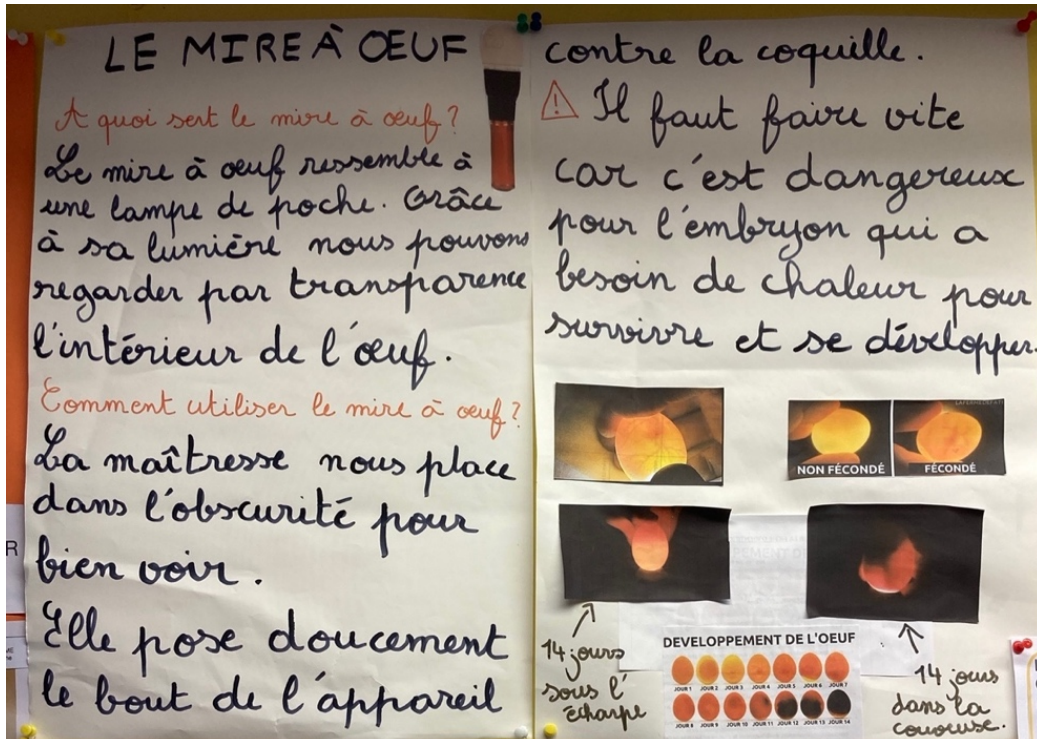 LE MIRE À ŒUF
A quoi sert le mire à œuf ?
Le mire à œuf ressemble à
une lampe de poche. Grâce
à sa lumière nous pouvons
regarder par transparence
l'intérieur de l'œuf.
Comment utiliser le mire à œuf ?
La maîtresse nous place
dans l'obscurité pour
bien voir.
Elle pose doucement
le bout de l'appareil
contre la coquille.
⚠ Il faut faire vite
car c'est dangereux
pour l'embryon qui a
besoin de chaleur pour
survivre et se développer.
NON FÉCONDÉ
FÉCONDÉ
14 jours
sous l'
écharpe
DEVELOPPEMENT DE L'OEUF
JOUR 1 JOUR 2 JOUR 3 JOUR 4 JOUR 5 JOUR 6 JOUR 7
JOUR 8 JOUR 9 JOUR 10 JOUR 11 JOUR 12 JOUR 13 JOUR 14
14 jours
dans la
couveuse.
R